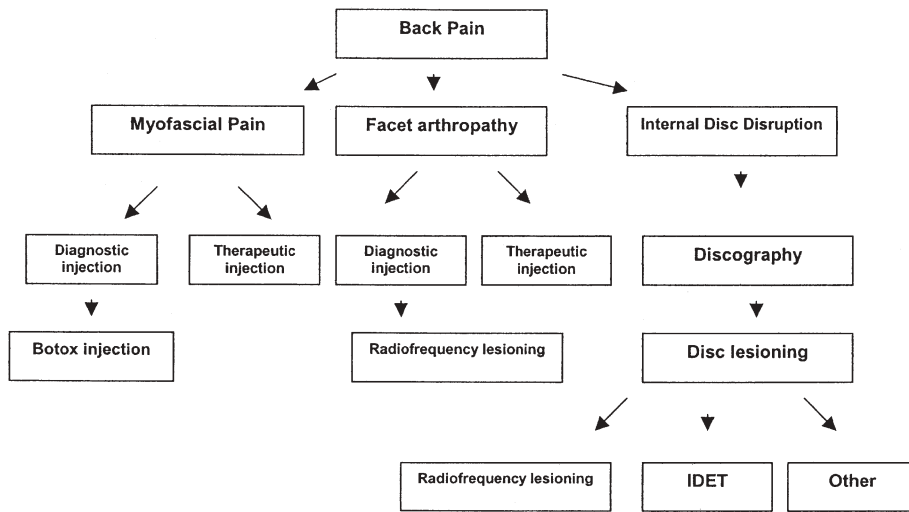 Back Pain
Myofascial Pain
Facet arthropathy
Internal Disc Disruption
Diagnostic
injection
Therapeutic
injection
Diagnostic
injection
Therapeutic
injection
Discography
Botox injection
Radiofrequency lesioning
Disc lesioning
Radiofrequency lesioning
IDET
Other